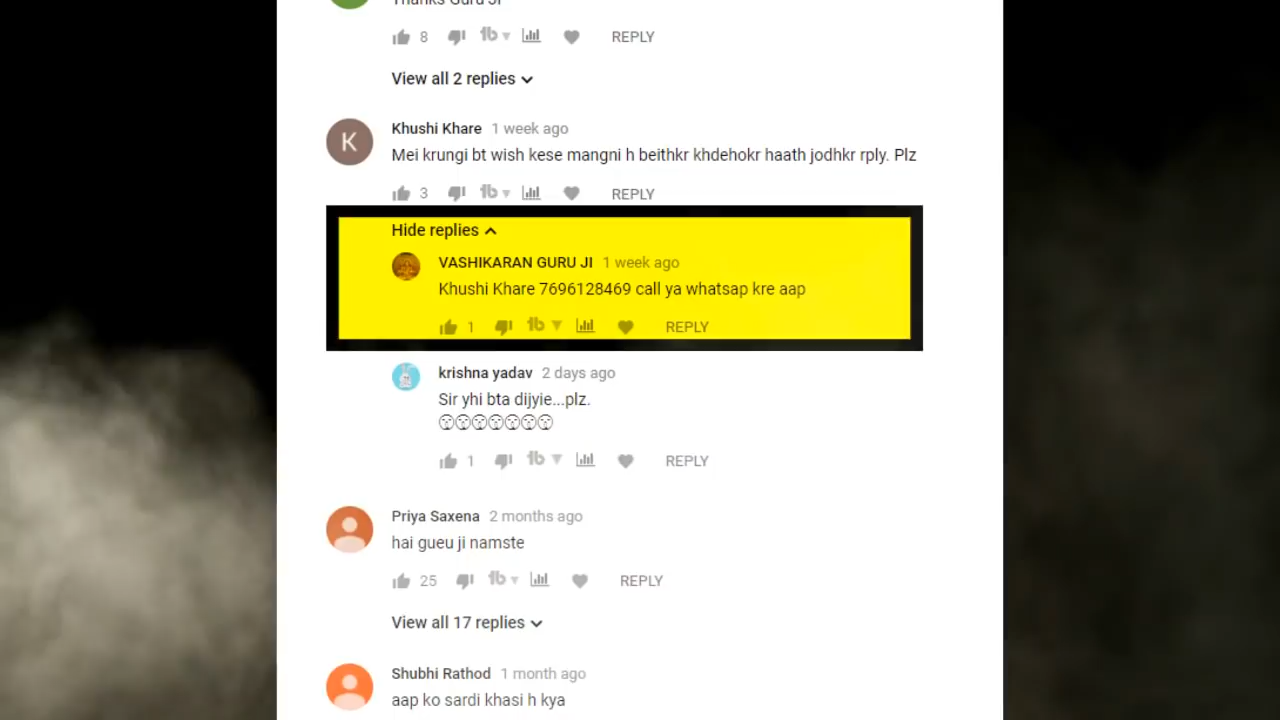 Thanks Guru Ji
8 REPLY
View all 2 replies
K
Khushi Khare 1 week ago
Mei krungi bt wish kese mangni h beithkr khdehokr haath jodhkr rply. Plz
3 REPLY
Hide replies
VASHIKARAN GURU JI 1 week ago
Khushi Khare 7696128469 call ya whatsap kre aap
1 REPLY
krishna yadav 2 days ago
Sir yhi bta dijyie...plz.
1 REPLY
Priya Saxena 2 months ago
hai gueu ji namste
25 REPLY
View all 17 replies
Shubhi Rathod 1 month ago
aap ko sardi khasi h kya